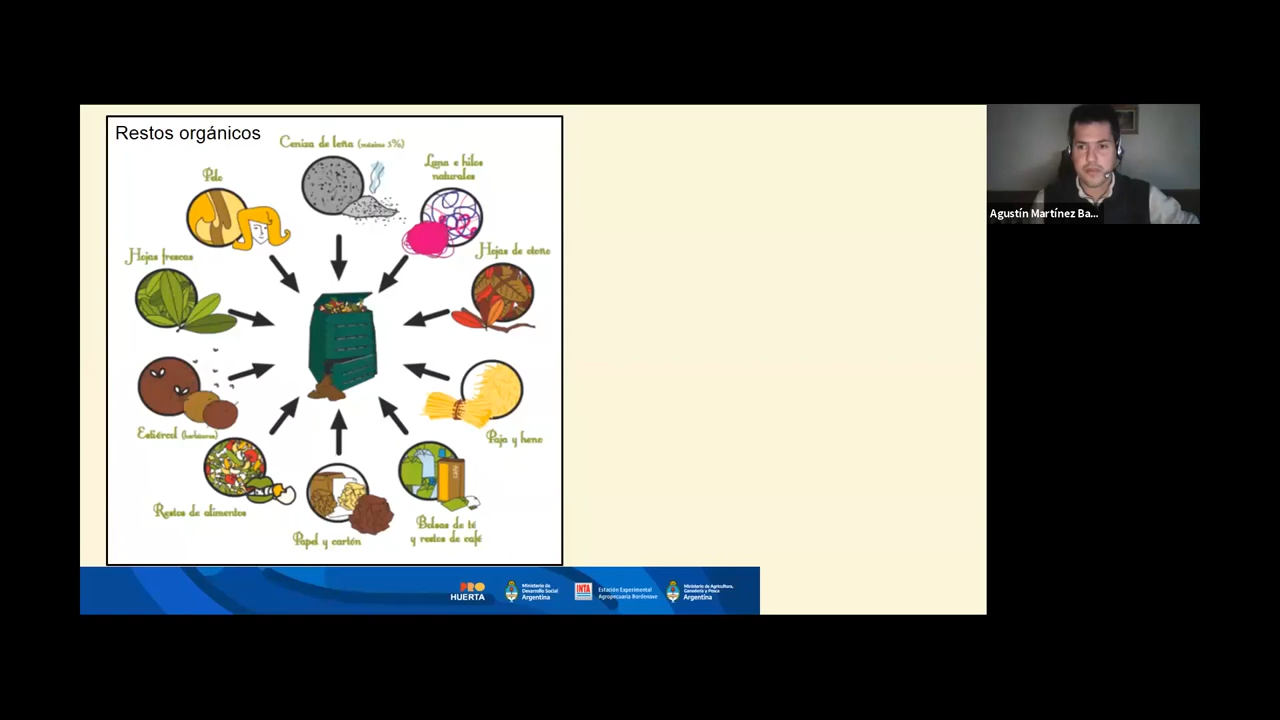 Restos orgánicos
Ceniza de leña (máximo 5%)
Pelo
Lana e hilos
naturales
Hojas frescas
Hojas de otoño
Estiércol (herbívoros)
Paja y heno
Restos de alimentos
Papel y cartón
Bolsas de té
y restos de café
café
PRO
HUERTA
Ministerio de
Desarrollo Social
Argentina
INTA
Estación Experimental
Agropecuaria Bordenave
Ministerio de Agricultura,
Ganadería y Pesca
Argentina
Agustín Martínez Ba...